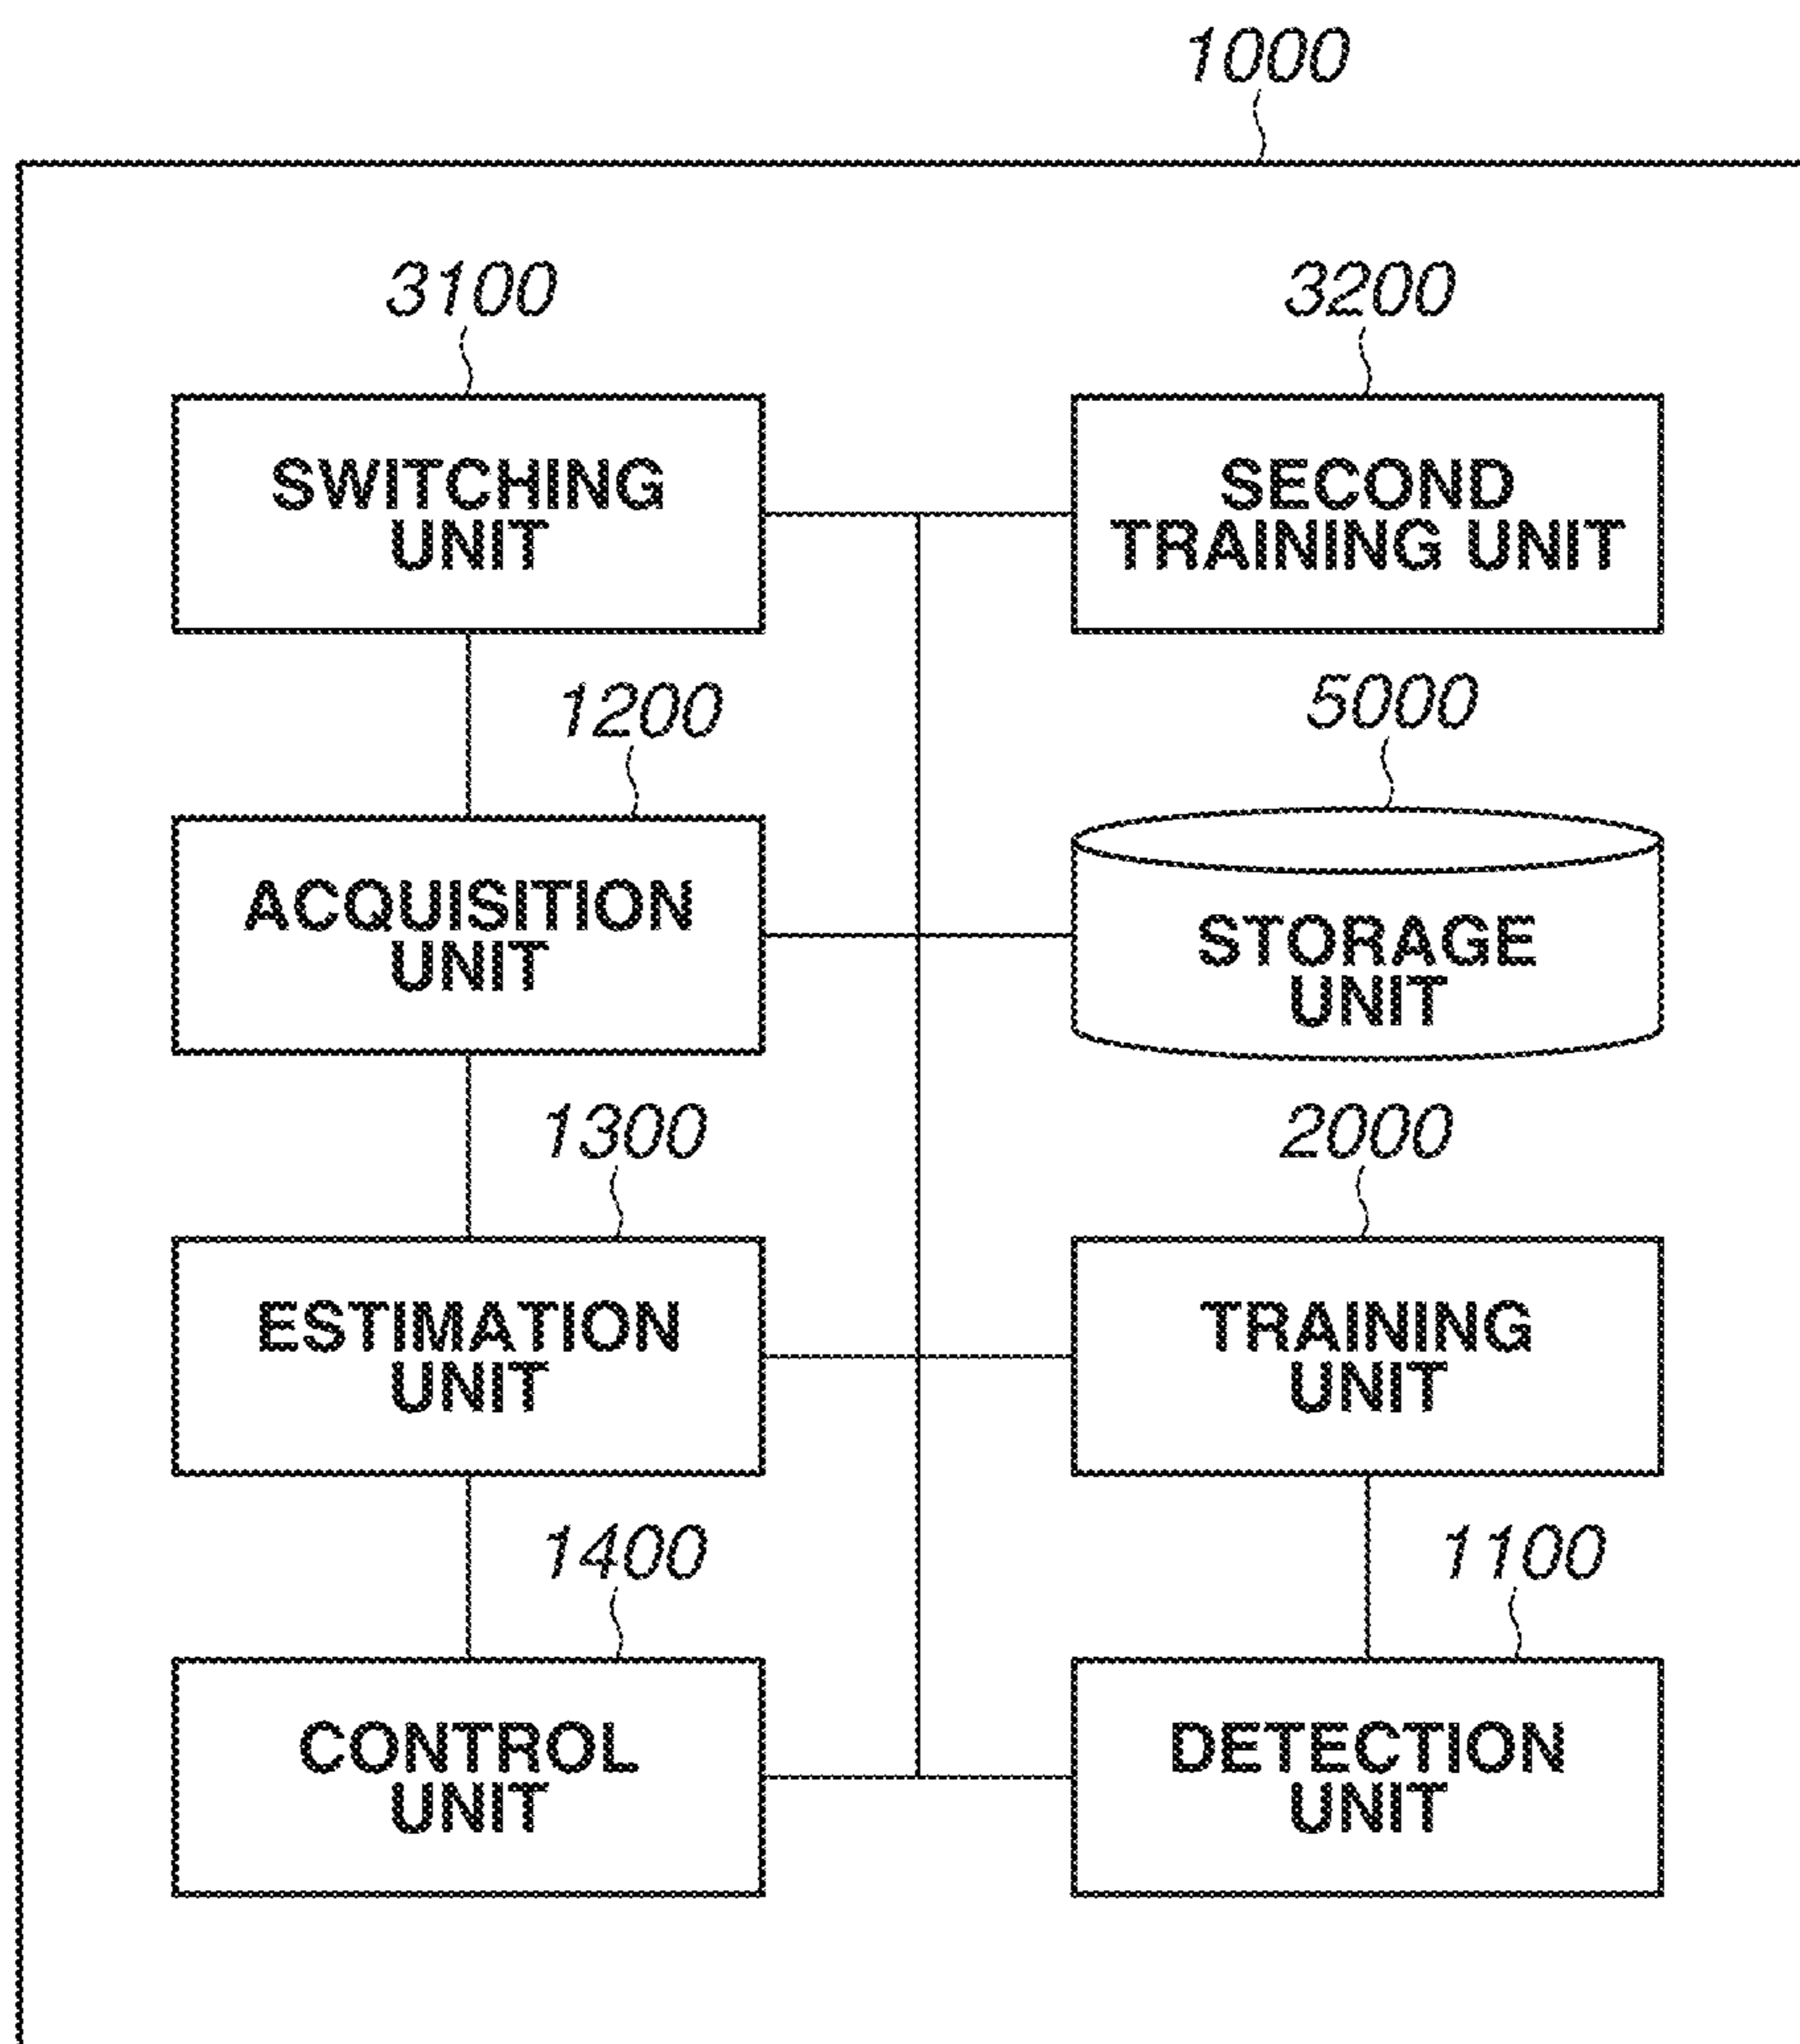 1000
3100
SWITCHING
UNIT
3200
SECOND
TRAINING UNIT
1200
ACQUISITION
UNIT
5000
STORAGE
UNIT
1300
ESTIMATION
UNIT
2000
TRAINING
UNIT
1400
CONTROL
UNIT
1100
DETECTION
UNIT